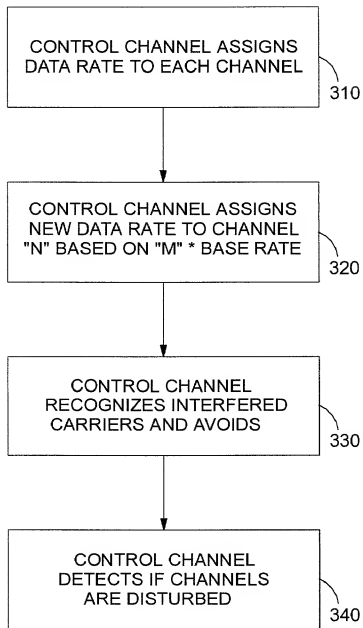 CONTROL CHANNEL ASSIGNS
DATA RATE TO EACH CHANNEL
310
CONTROL CHANNEL ASSIGNS
NEW DATA RATE TO CHANNEL
"N" BASED ON "M" * BASE RATE
320
CONTROL CHANNEL
RECOGNIZES INTERFERED
CARRIERS AND AVOIDS
330
CONTROL CHANNEL
DETECTS IF CHANNELS
ARE DISTURBED
340